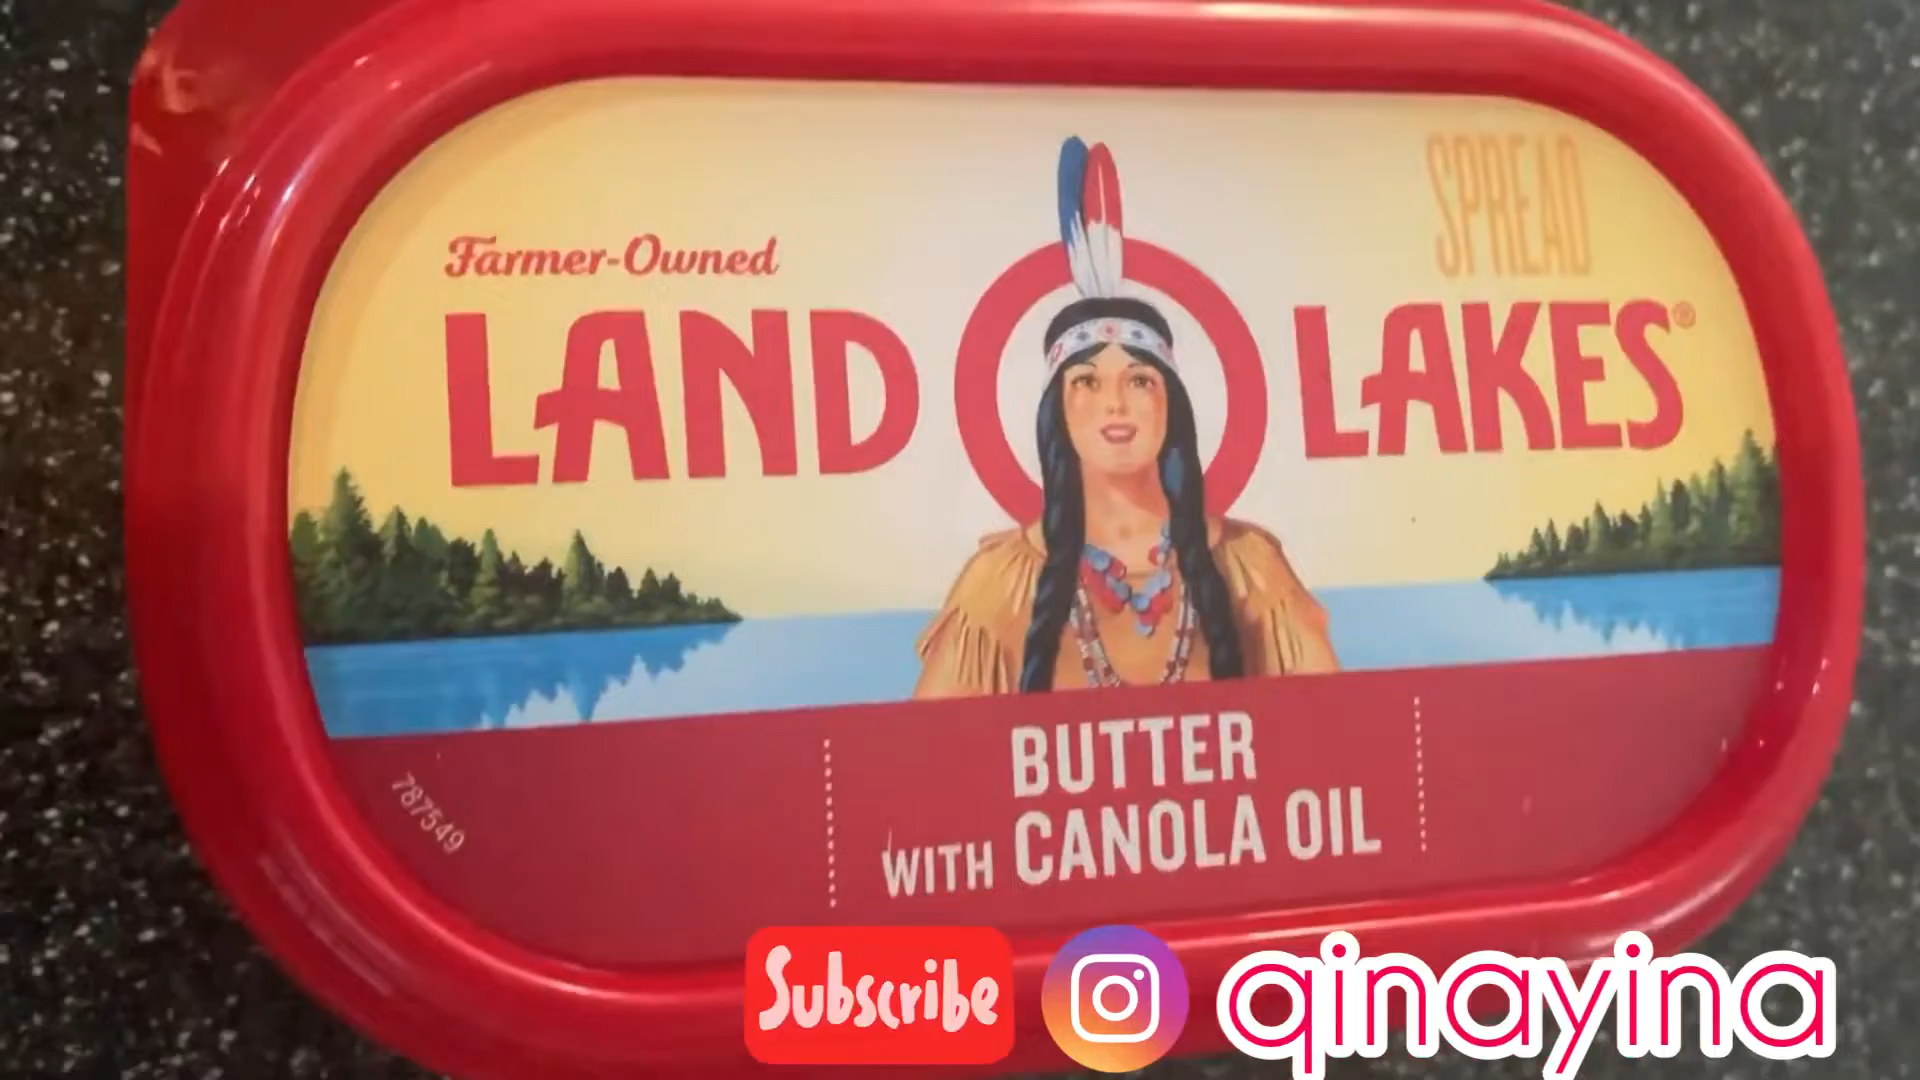 SPREAD
Farmer-Owned
LAND O LAKES®
BUTTER
WITH CANOLA OIL
787549
Subscribe
qinayina